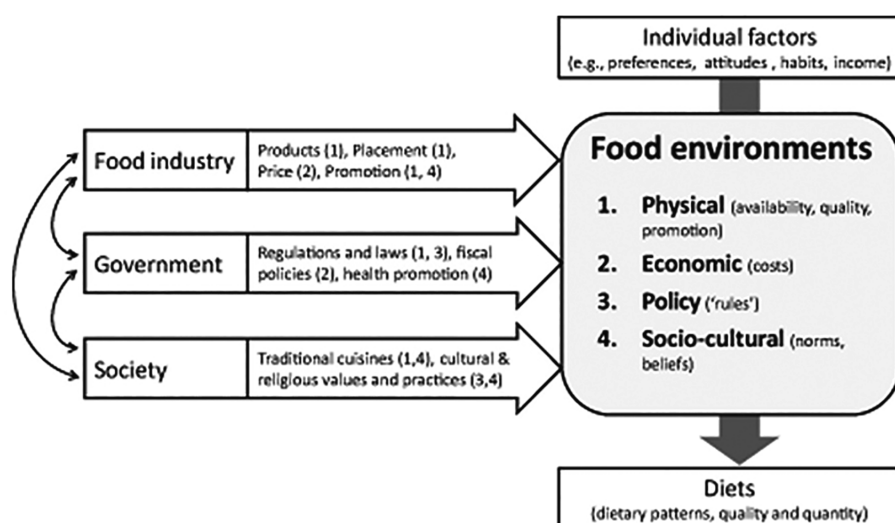 Individual factors
(e.g., preferences, attitudes , habits, income)
Food industry
Products (1), Placement (1),
Price (2), Promotion (1, 4)
Government
Regulations and laws (1, 3), fiscal
policies (2), health promotion (4)
Society
Traditional cuisines (1,4), cultural &
religious values and practices (3,4)
Food environments
1. Physical (availability, quality,
promotion)
2. Economic (costs)
3. Policy (‘rules’)
4. Socio-cultural (norms,
beliefs)
Diets
(dietary patterns, quality and quantity)